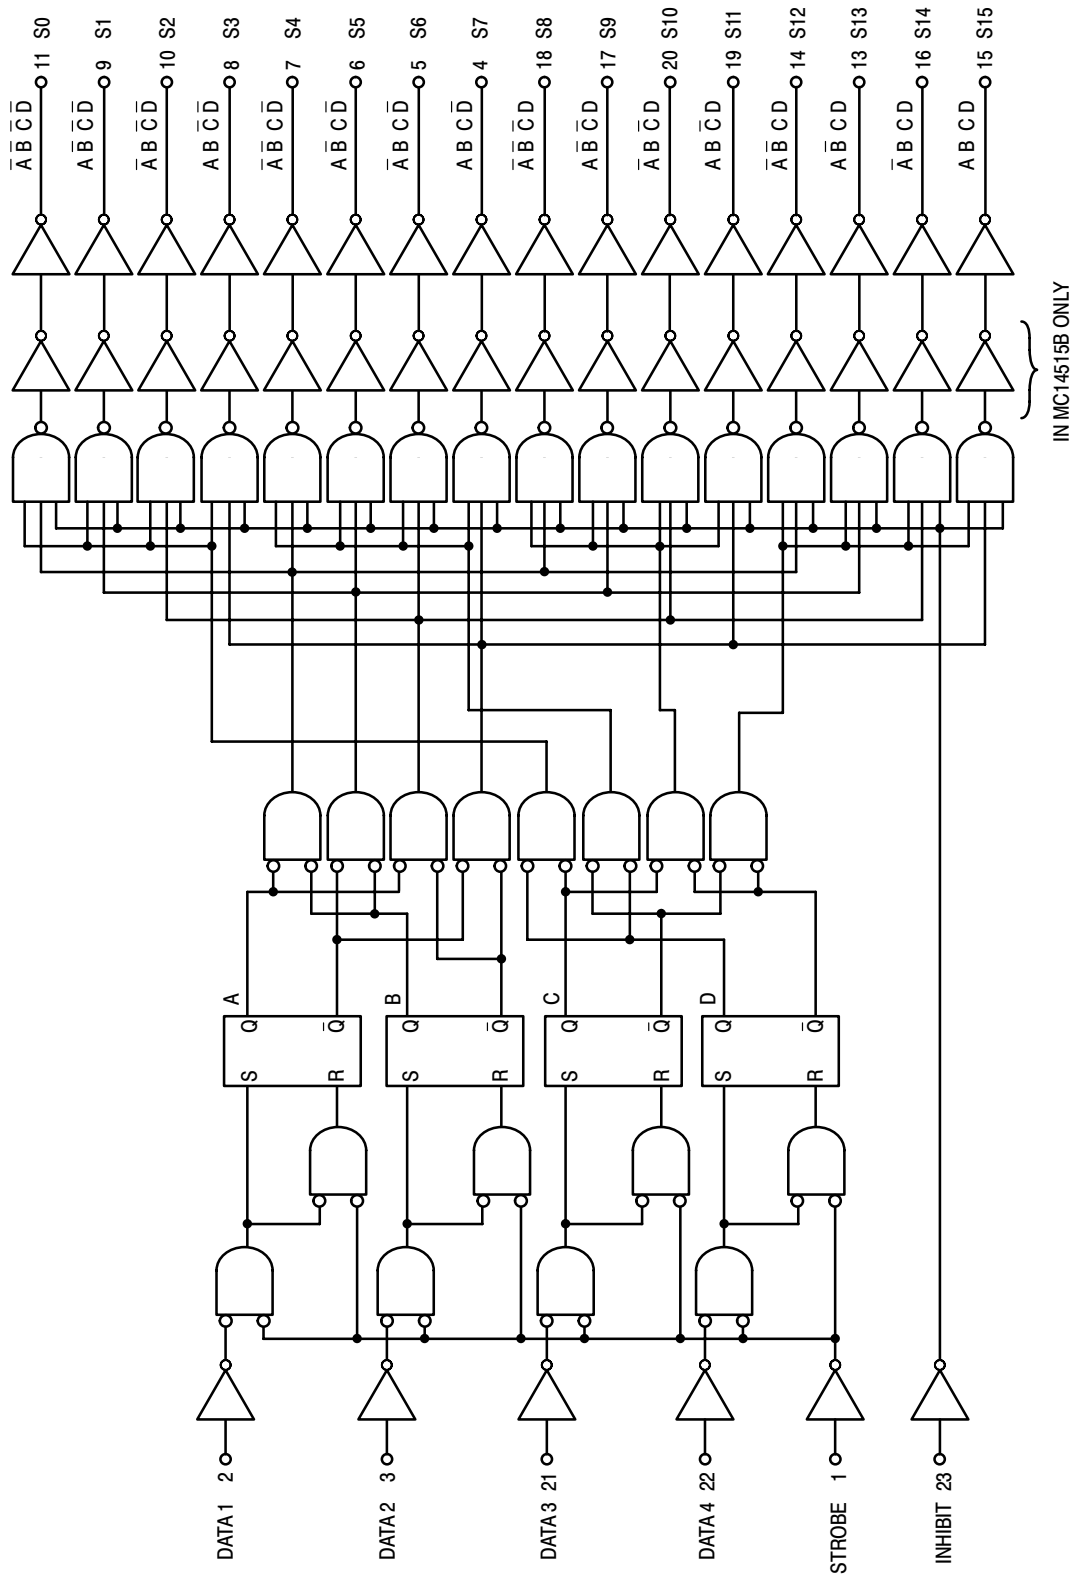 A̅ B̅ C̅ D̅ 11 S0
A B̅ C̅ D̅ 9 S1
A̅ B C̅ D̅ 10 S2
A B C̅ D̅ 8 S3
A̅ B̅ C D̅ 7 S4
A B̅ C D̅ 6 S5
A̅ B C D̅ 5 S6
A B C D̅ 4 S7
A̅ B̅ C̅ D 18 S8
A B̅ C̅ D 17 S9
A̅ B C̅ D 20 S10
A B C̅ D 19 S11
A̅ B̅ C D 14 S12
A B̅ C D 13 S13
A̅ B C D 16 S14
A B C D 15 S15
IN MC14515B ONLY
A
S Q
R Q̅
B
S Q
R Q̅
C
S Q
R Q̅
D
S Q
R Q̅
DATA 1 2
DATA 2 3
DATA 3 21
DATA 4 22
STROBE 1
INHIBIT 23